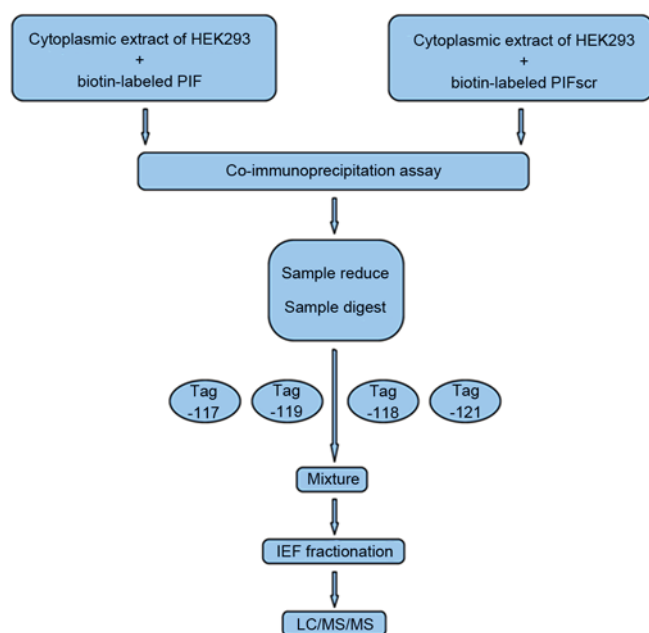 Cytoplasmic extract of HEK293
+
biotin-labeled PIF
Cytoplasmic extract of HEK293
+
biotin-labeled PIFscr
Co-immunoprecipitation assay
Sample reduce
Sample digest
Tag
-117
Tag
-119
Tag
-118
Tag
-121
Mixture
IEF fractionation
LC/MS/MS